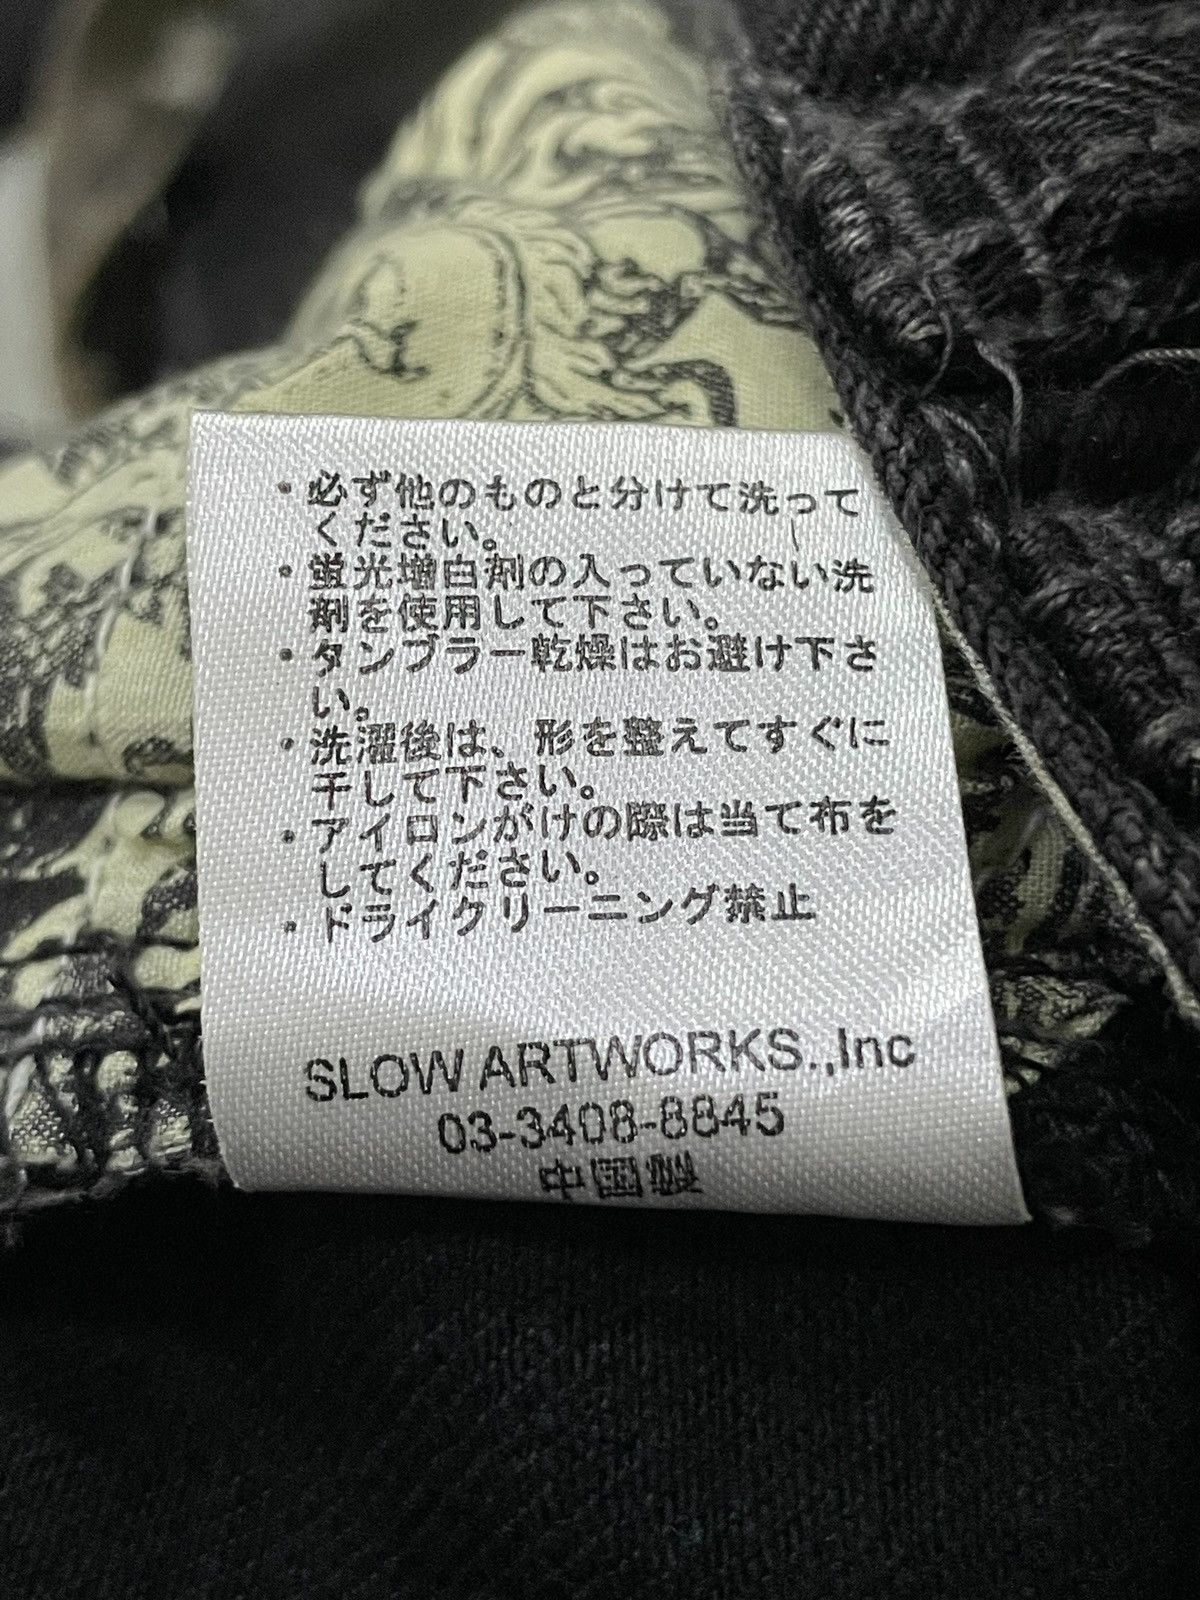 ・必ず他のものと分けて洗って
ください。
・蛍光増白剤の入っていない洗
剤を使用して下さい。
・タンブラー乾燥はお避け下さ
い。
・洗濯後は、形を整えてすぐに
干して下さい。
・アイロンがけの際は当て布を
してください。
・ドライクリーニング禁止
SLOW ARTWORKS.,Inc
03-3408-8845
中国製